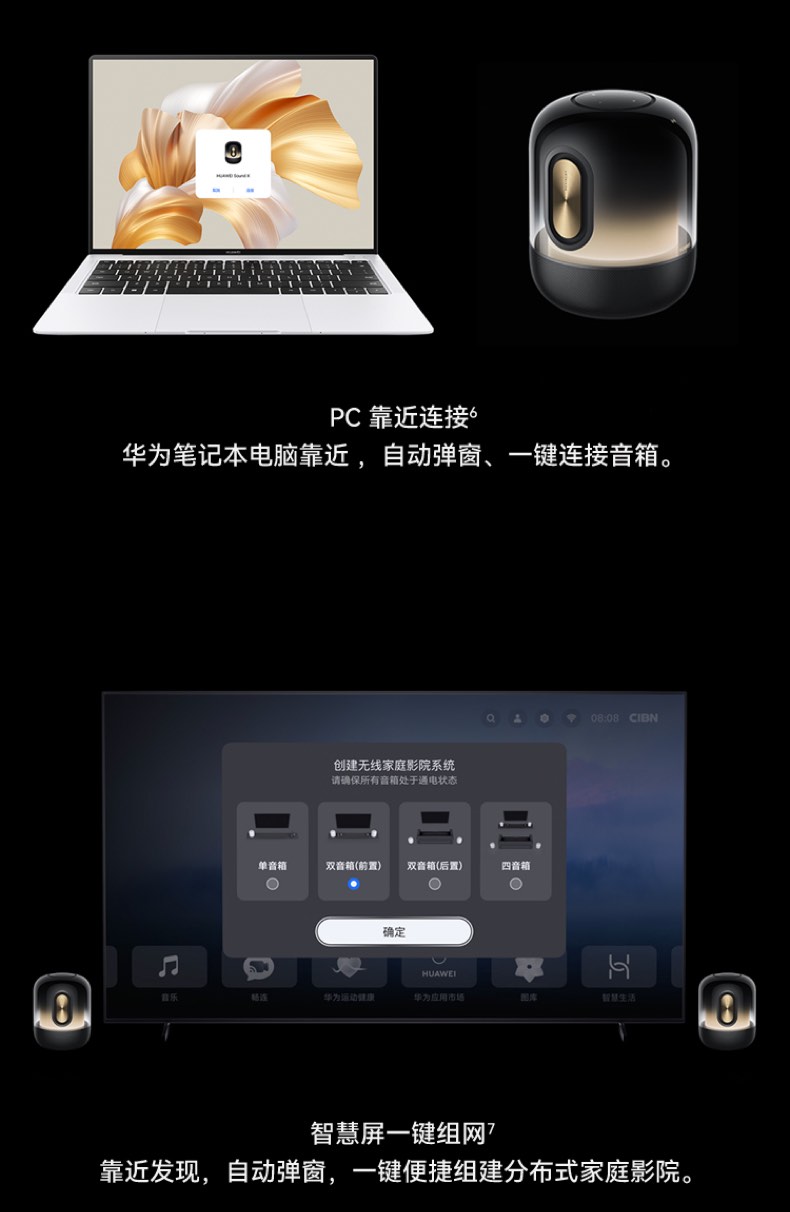 HUAWEI Sound X
取消
连接
HUAWEI
PC 靠近连接6
华为笔记本电脑靠近，自动弹窗、一键连接音箱。
08:08 CIBN
创建无线家庭影院系统
请确保所有音箱处于通电状态
单音箱 双音箱(前置) 双音箱(后置) 四音箱
确定
HUAWEI
音乐 畅连 华为运动健康 华为应用市场 图库 智慧生活
智慧屏一键组网7
靠近发现，自动弹窗，一键便捷组建分布式家庭影院。